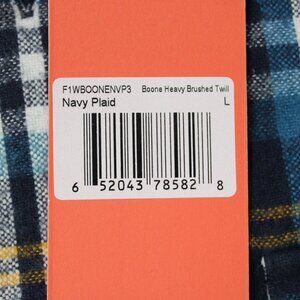 F1WBOONENVP3 Boone Heavy Brushed Twill
Navy Plaid L
6 52043 78582 8